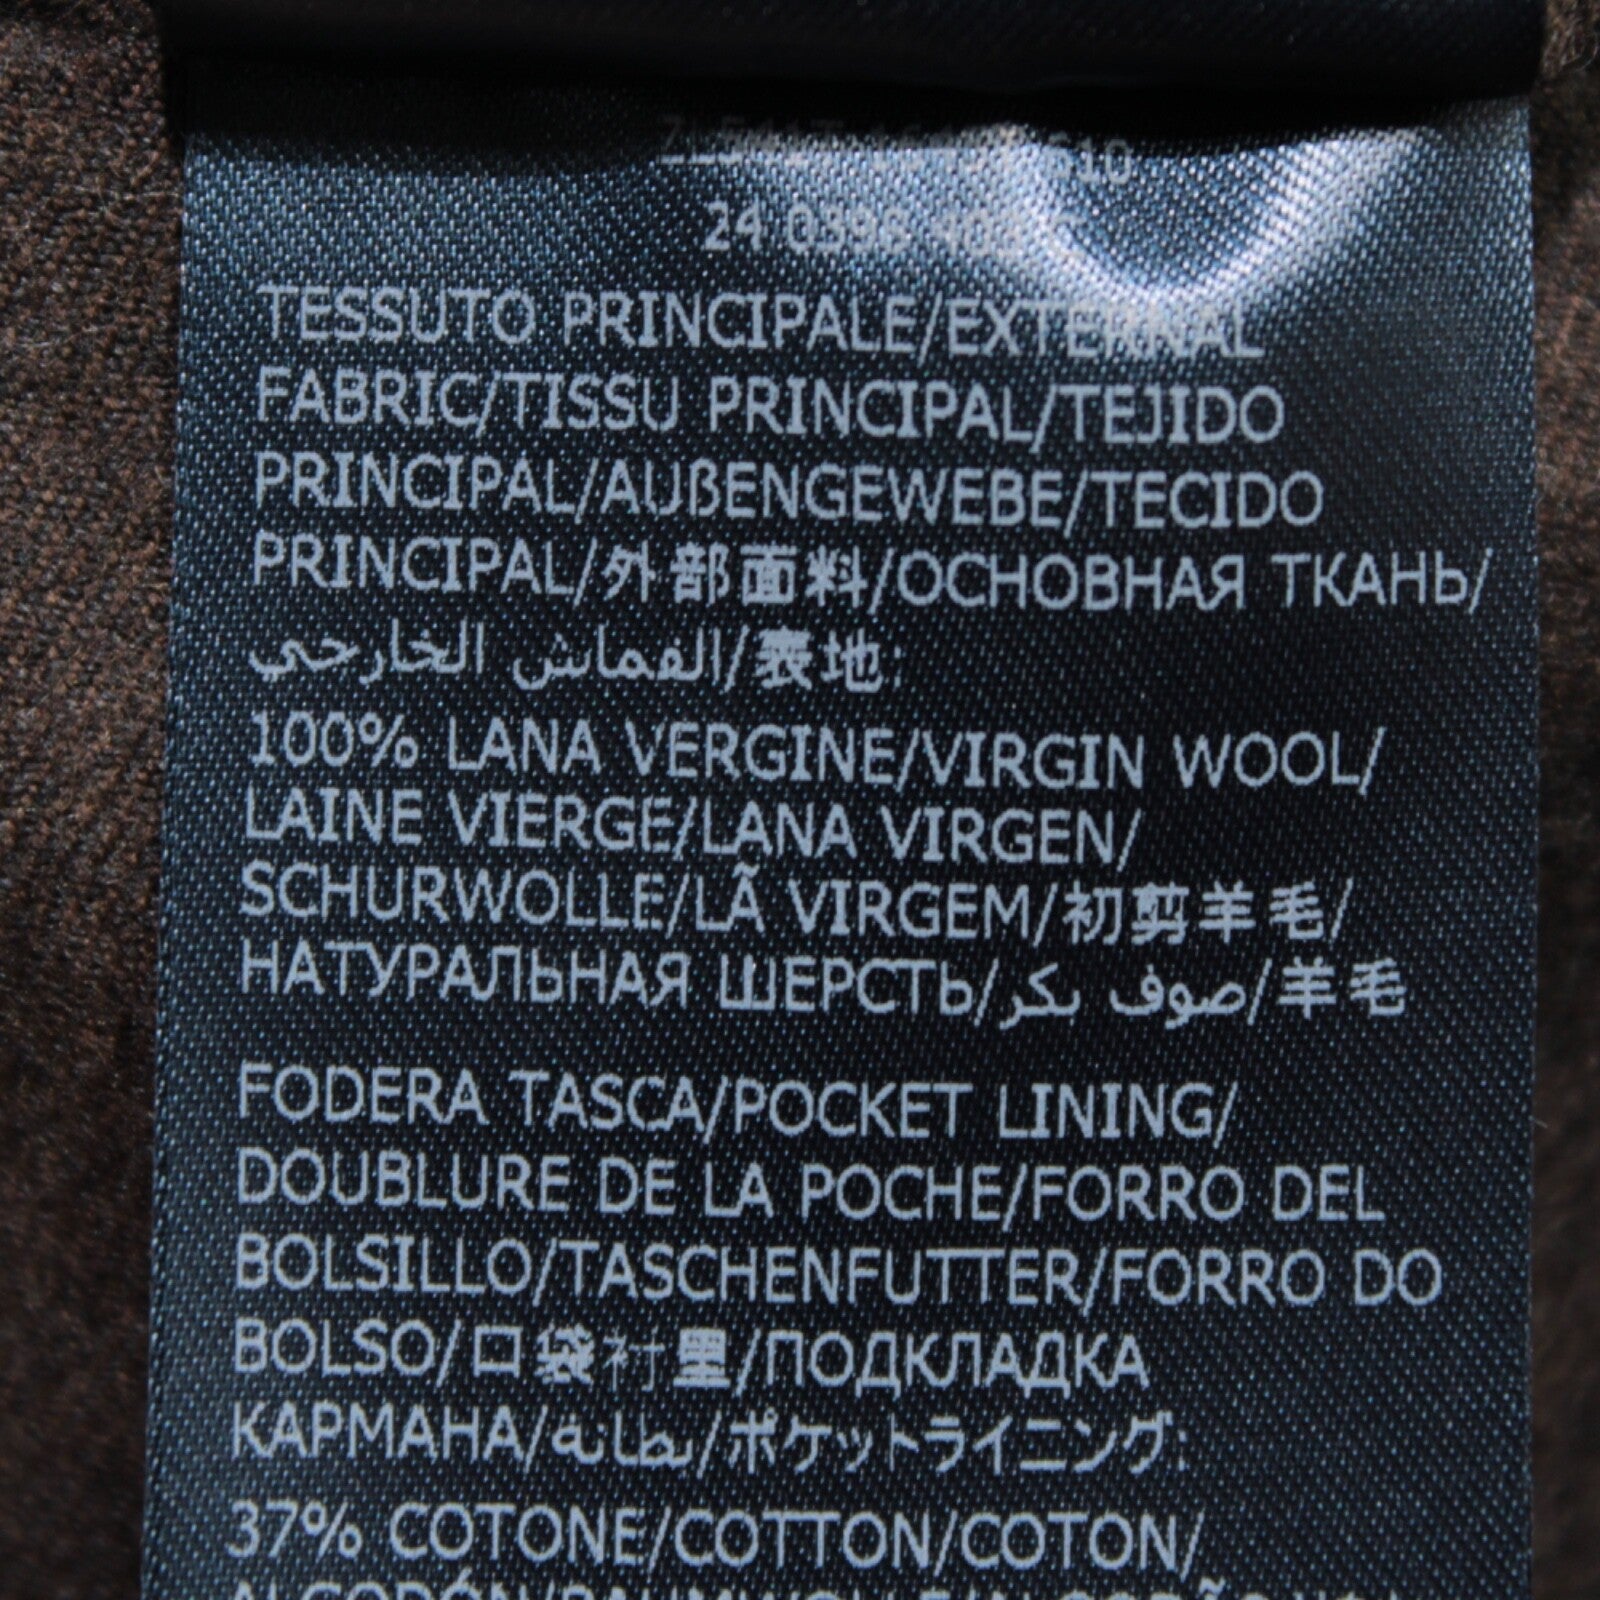 24 0396 403
TESSUTO PRINCIPALE/EXTERNAL
FABRIC/TISSU PRINCIPAL/TEJIDO
PRINCIPAL/AUßENGEWEBE/TECIDO
PRINCIPAL/外部面料/ОСНОВНАЯ ТКАНЬ/
القماش الخارجي/表地:
100% LANA VERGINE/VIRGIN WOOL/
LAINE VIERGE/LANA VIRGEN/
SCHURWOLLE/LÃ VIRGEM/初剪羊毛/
НАТУРАЛЬНАЯ ШЕРСТЬ/صوف بكر/羊毛
FODERA TASCA/POCKET LINING/
DOUBLURE DE LA POCHE/FORRO DEL
BOLSILLO/TASCHENFUTTER/FORRO DO
BOLSO/口袋衬里/ПОДКЛАДКА
КАРМАНА/بطانة/ポケットライニング:
37% COTONE/COTTON/COTON/